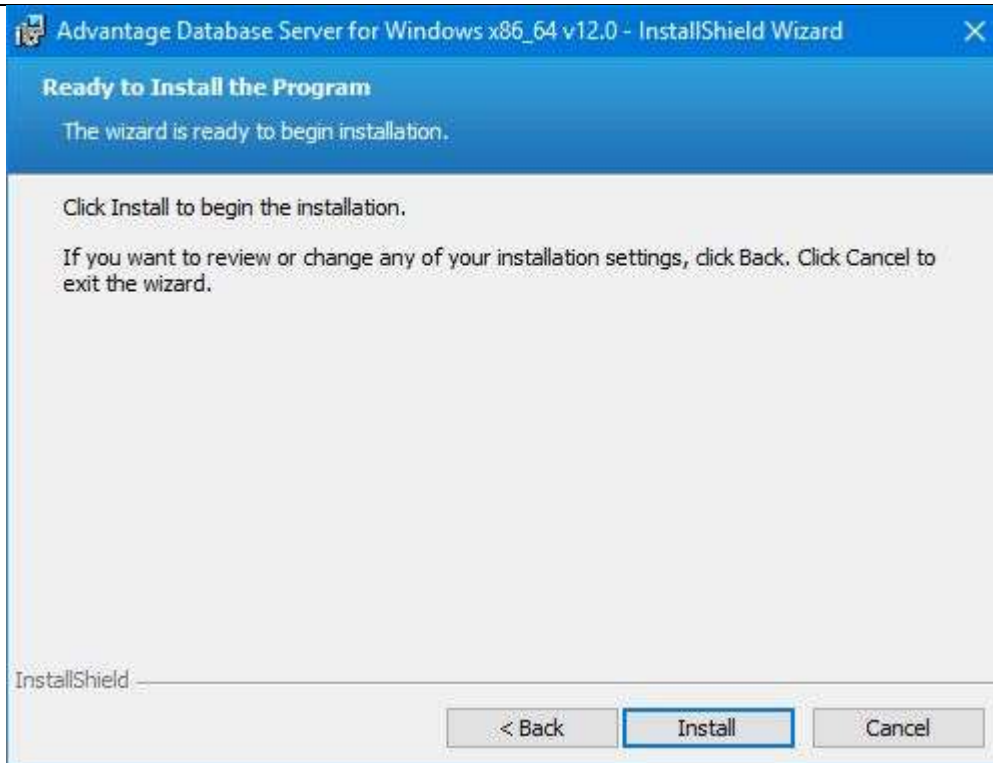 Advantage Database Server for Windows x86_64 v12.0 - InstallShield Wizard
Ready to Install the Program
The wizard is ready to begin installation.
Click Install to begin the installation.
If you want to review or change any of your installation settings, click Back. Click Cancel to
exit the wizard.
InstallShield
< Back Install Cancel